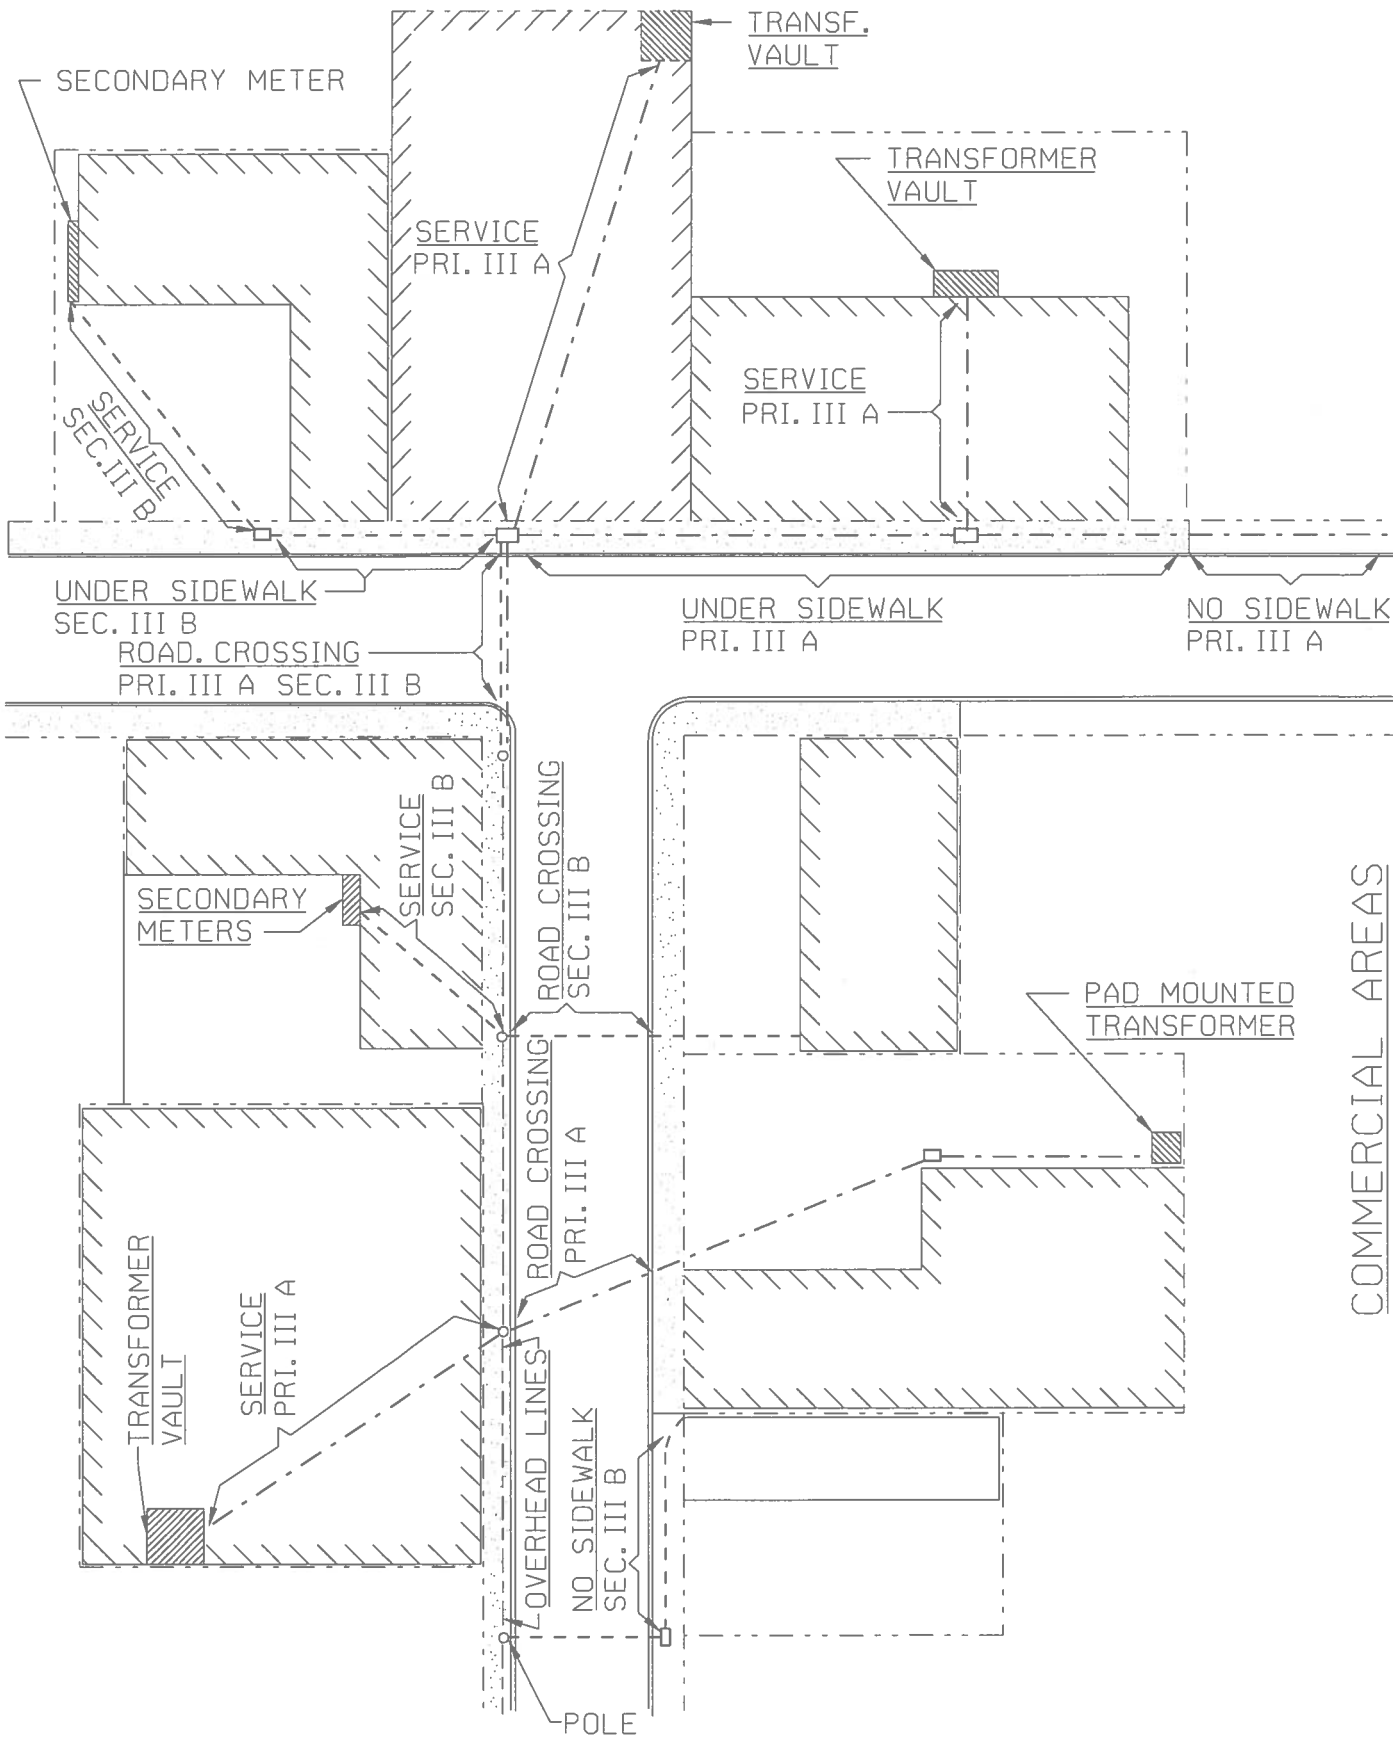 TRANSF.
VAULT
SECONDARY METER
TRANSFORMER
VAULT
SERVICE
PRI. III A
SERVICE
PRI. III A
SERVICE
SEC. III B
UNDER SIDEWALK
SEC. III B
UNDER SIDEWALK
PRI. III A
NO SIDEWALK
PRI. III A
ROAD. CROSSING
PRI. III A SEC. III B
SERVICE
SEC. III B
ROAD CROSSING
SEC. III B
SECONDARY
METERS
PAD MOUNTED
TRANSFORMER
COMMERCIAL AREAS
ROAD CROSSING
PRI. III A
TRANSFORMER
VAULT
SERVICE
PRI. III A
OVERHEAD LINES
NO SIDEWALK
SEC. III B
POLE